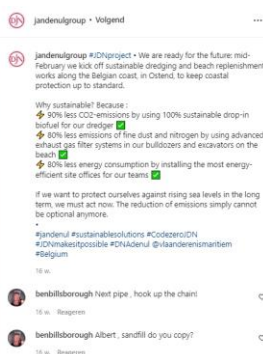 jandenulgroup • Volgend
jandenulgroup #JDNproject • We are ready for the future: mid-
February we kick off sustainable dredging and beach replenishment
works along the Belgian coast, in Ostend, to keep coastal
protection up to standard.
Why sustainable? Because :
⚡ 90% less CO2-emissions by using 100% sustainable drop-in
biofuel for our dredger ✅
⚡ 80% less emissions of fine dust and nitrogen by using advanced
exhaust gas filter systems in our bulldozers and excavators on the
beach ✅
⚡ 80% less energy consumption by installing the most energy-
efficient site offices for our teams ✅
If we want to protect ourselves against rising sea levels in the long
term, we must act now. The reduction of emissions simply cannot
be optional anymore.
•
#jandenul #sustainablesolutions #CodezeroJDN
#JDNmakesitpossible #DNAdenul @vlaanderenismaritiem
#Belgium
16 w.
benbillsborough Next pipe , hook up the chain!
16 w. Reageren
benbillsborough Albert , sandfill do you copy?
16 w. Reageren